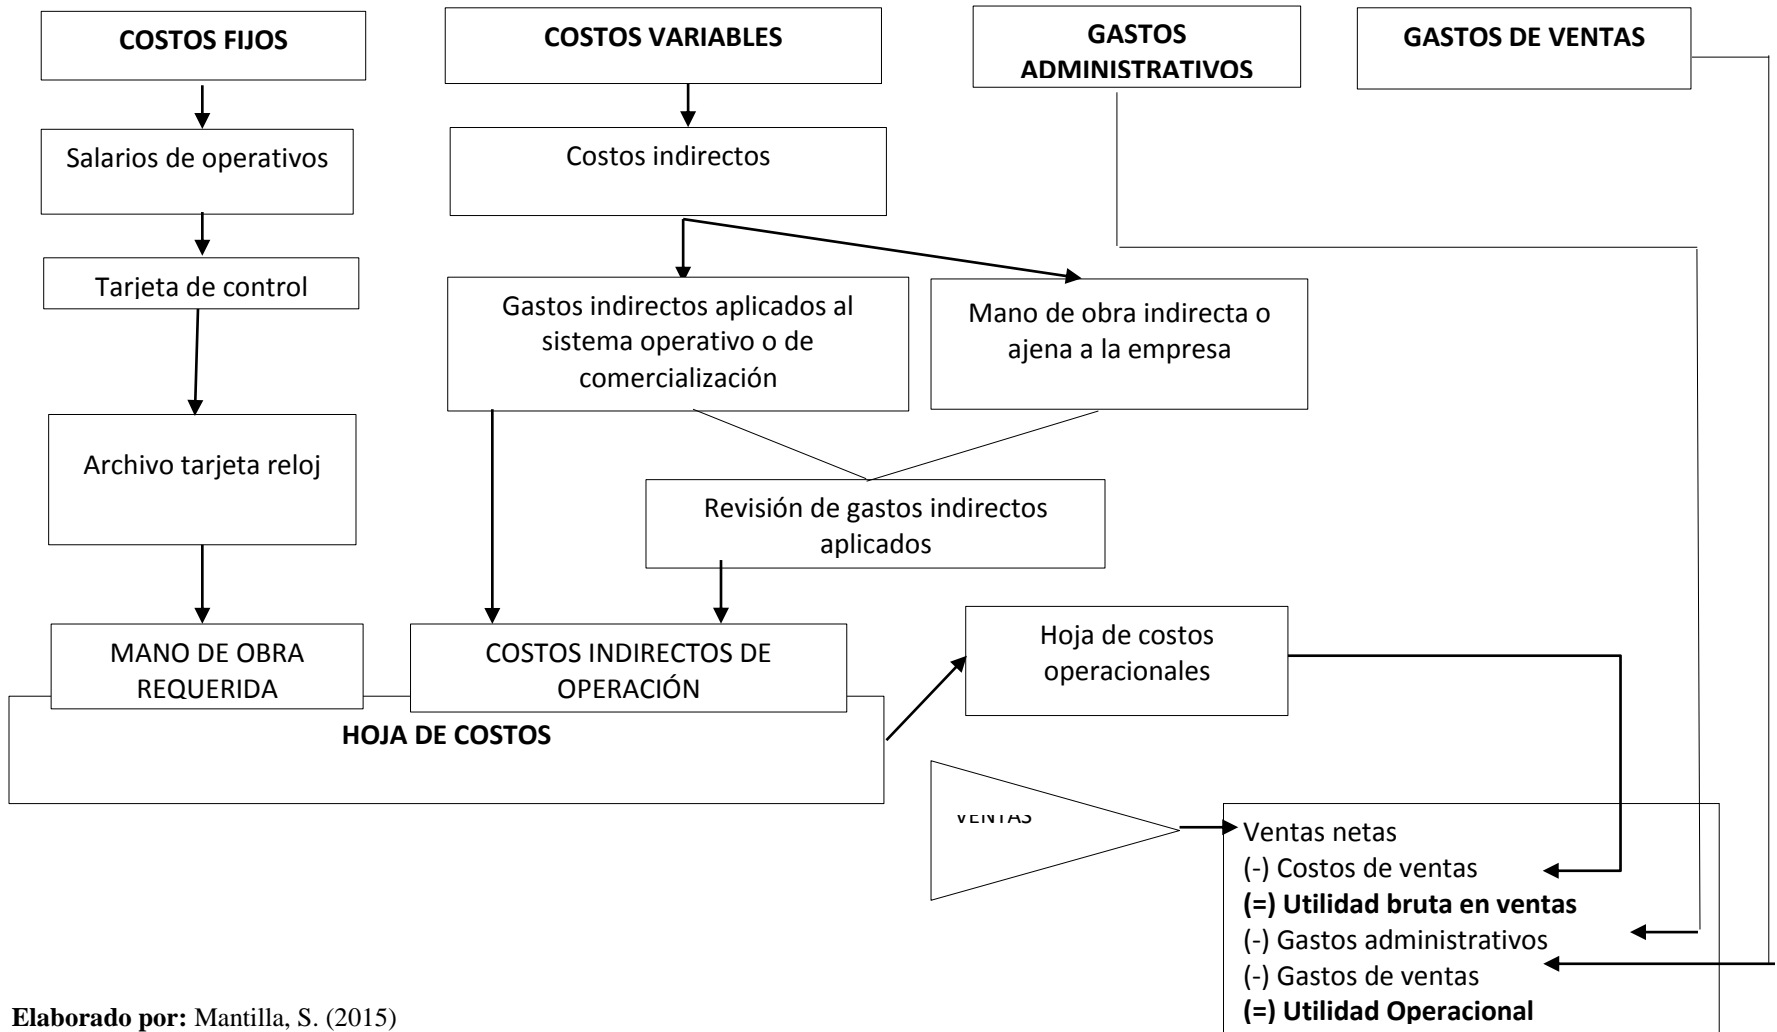 COSTOS FIJOS
COSTOS VARIABLES
GASTOS
ADMINISTRATIVOS
GASTOS DE VENTAS
Salarios de operativos
Costos indirectos
Tarjeta de control
Gastos indirectos aplicados al
sistema operativo o de
comercialización
Mano de obra indirecta o
ajena a la empresa
Archivo tarjeta reloj
Revisión de gastos indirectos
aplicados
MANO DE OBRA
REQUERIDA
COSTOS INDIRECTOS DE
OPERACIÓN
Hoja de costos
operacionales
HOJA DE COSTOS
VENTAS
Ventas netas
(-) Costos de ventas
(=) Utilidad bruta en ventas
(-) Gastos administrativos
(-) Gastos de ventas
(=) Utilidad Operacional
Elaborado por: Mantilla, S. (2015)